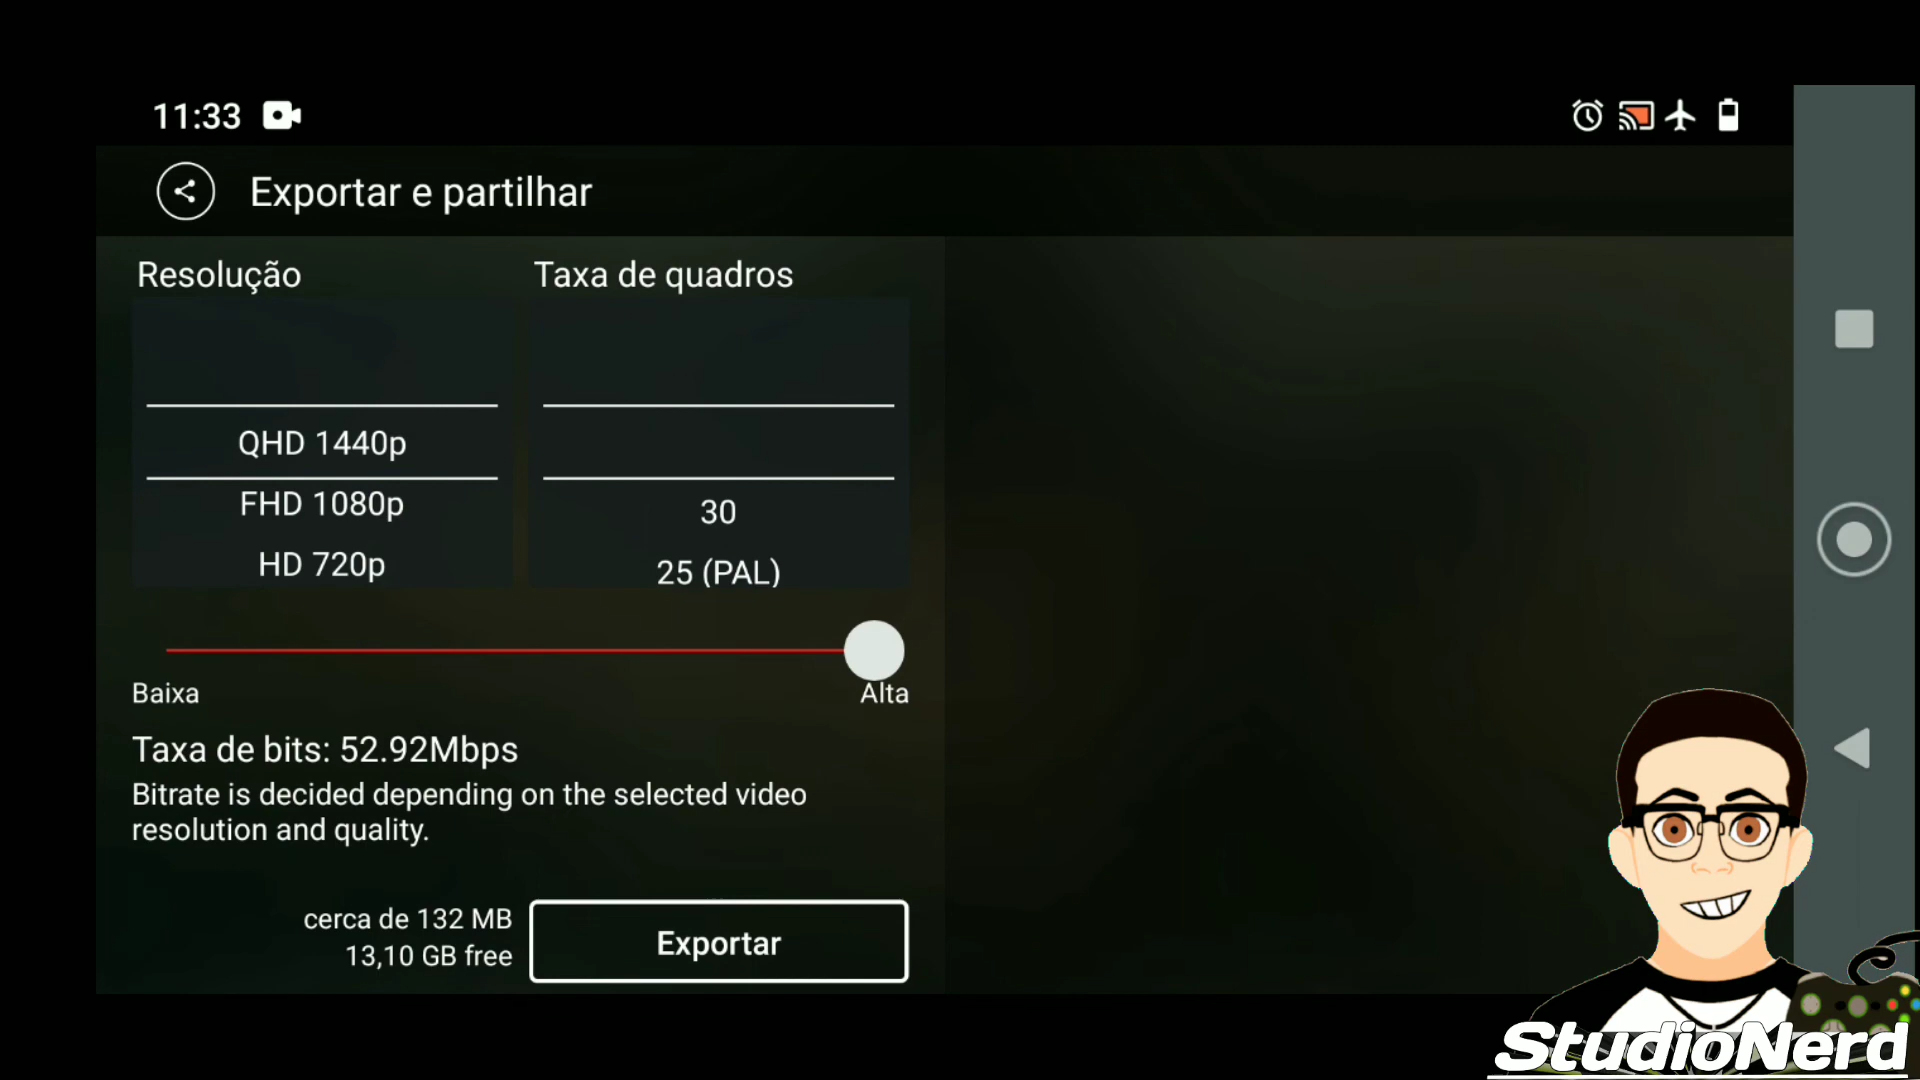 11:33
Exportar e partilhar
Resolução
Taxa de quadros
QHD 1440p
FHD 1080p
HD 720p
30
25 (PAL)
Baixa
Alta
Taxa de bits: 52.92Mbps
Bitrate is decided depending on the selected video
resolution and quality.
cerca de 132 MB
13,10 GB free
Exportar
StudioNerd